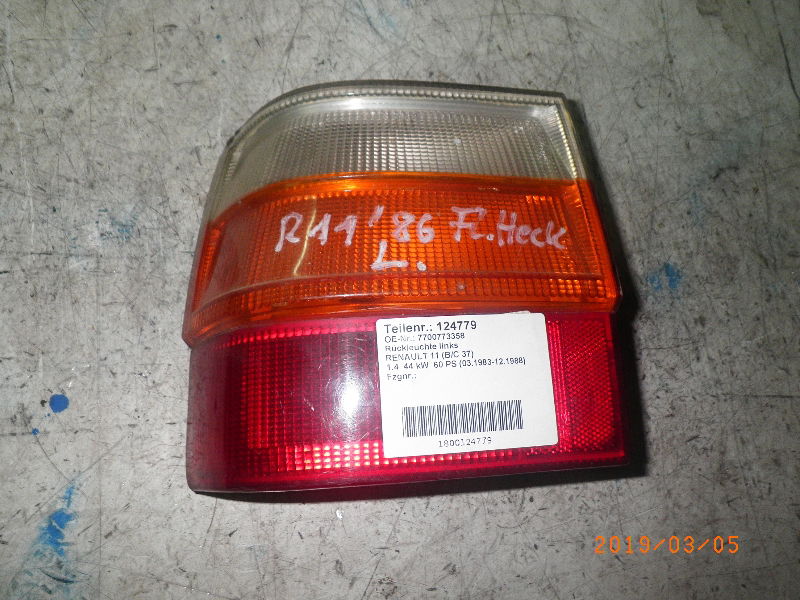 R11 '86 Fl. Heck
L.
Teilenr.: 124779
OE-Nr.: 7700773358
Rückleuchte links
RENAULT 11 (B/C 37)
1.4 44 kW 60 PS (03.1983-12.1988)
Fzgnr.:
180C124779
2019/03/05